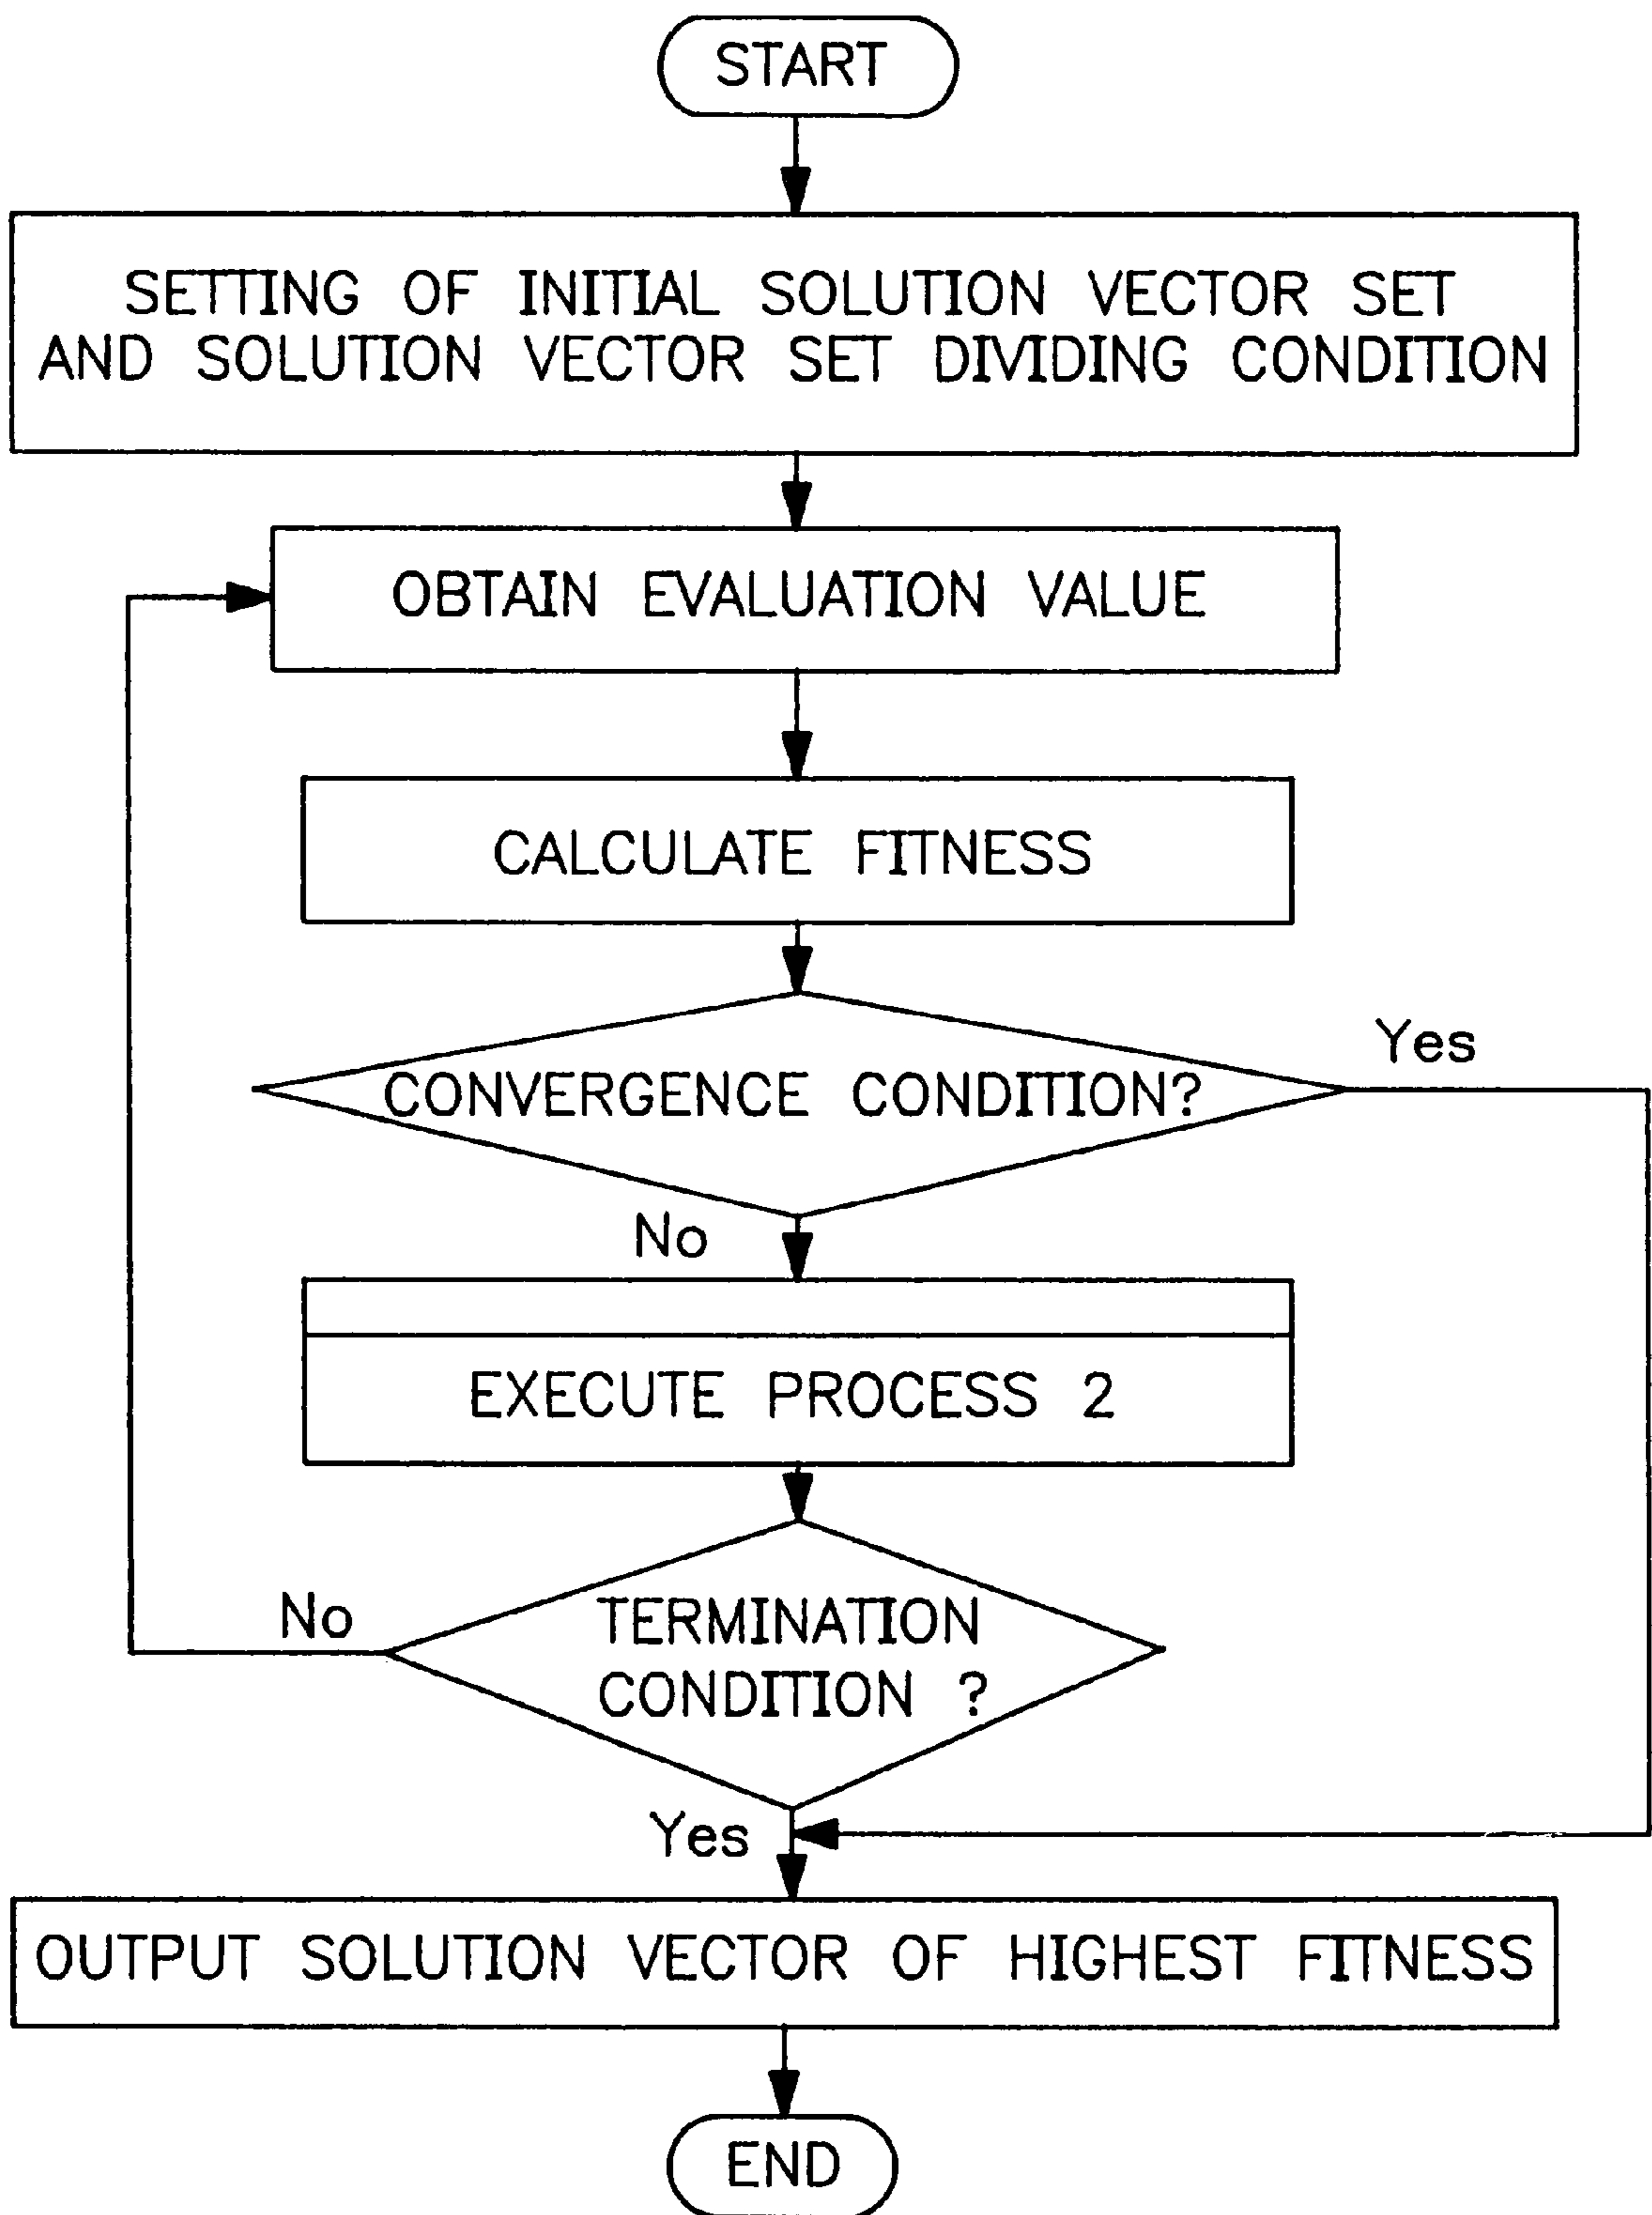 START
SETTING OF INITIAL SOLUTION VECTOR SET
AND SOLUTION VECTOR SET DIVIDING CONDITION
OBTAIN EVALUATION VALUE
CALCULATE FITNESS
CONVERGENCE CONDITION?
Yes
No
EXECUTE PROCESS 2
TERMINATION
CONDITION ?
No
Yes
OUTPUT SOLUTION VECTOR OF HIGHEST FITNESS
END